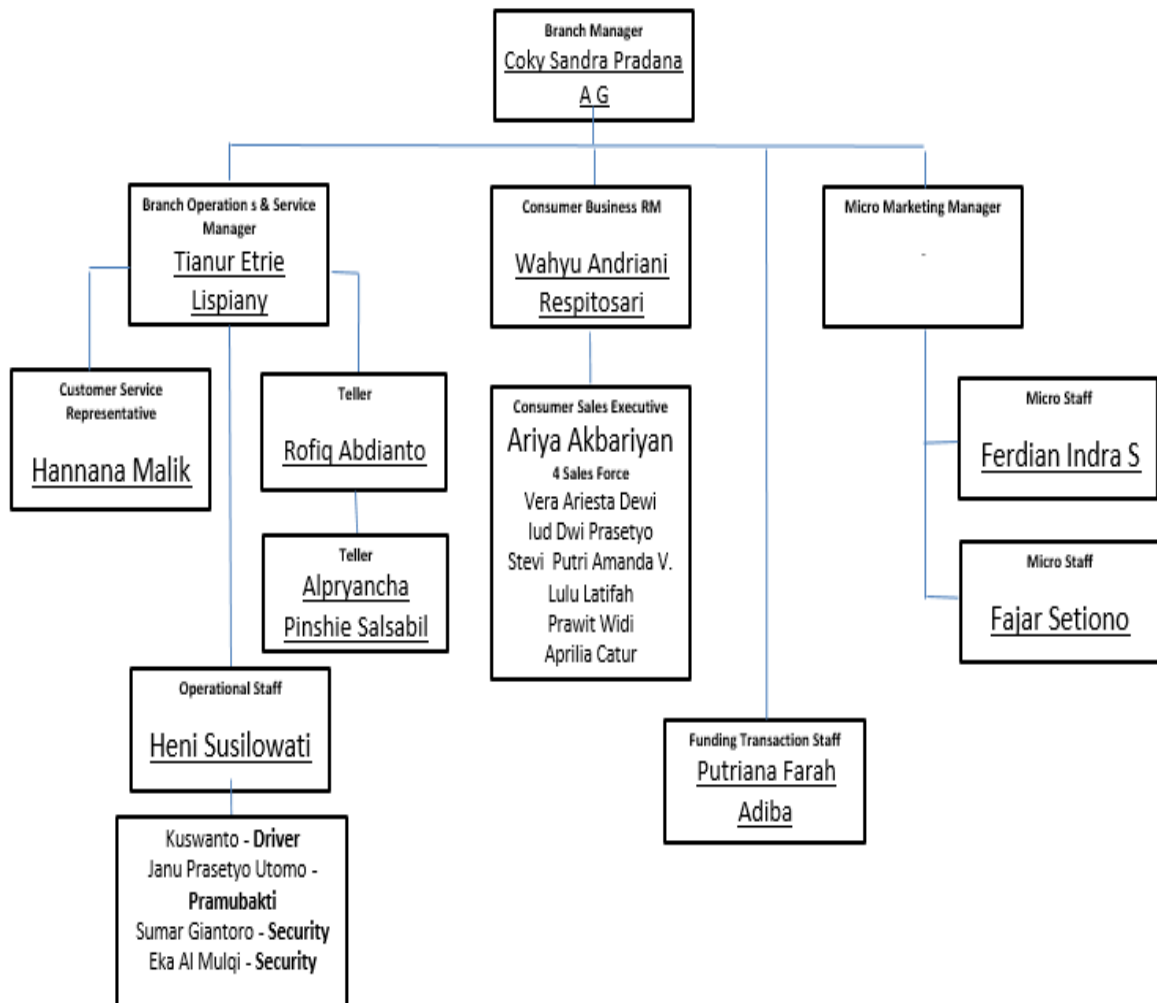 Branch Manager
Coky Sandra Pradana
A G
Branch Operation s & Service
Manager
Tianur Etrie
Lispiany
Consumer Business RM
Wahyu Andriani
Respitosari
Micro Marketing Manager
-
Customer Service
Representative
Hannana Malik
Teller
Rofiq Abdianto
Teller
Alpryancha
Pinshie Salsabil
Consumer Sales Executive
Ariya Akbariyan
4 Sales Force
Vera Ariesta Dewi
Iud Dwi Prasetyo
Stevi Putri Amanda V.
Lulu Latifah
Prawit Widi
Aprilia Catur
Micro Staff
Ferdian Indra S
Micro Staff
Fajar Setiono
Operational Staff
Heni Susilowati
Funding Transaction Staff
Putriana Farah
Adiba
Kuswanto - Driver
Janu Prasetyo Utomo -
Pramubakti
Sumar Giantoro - Security
Eka Al Mulqi - Security